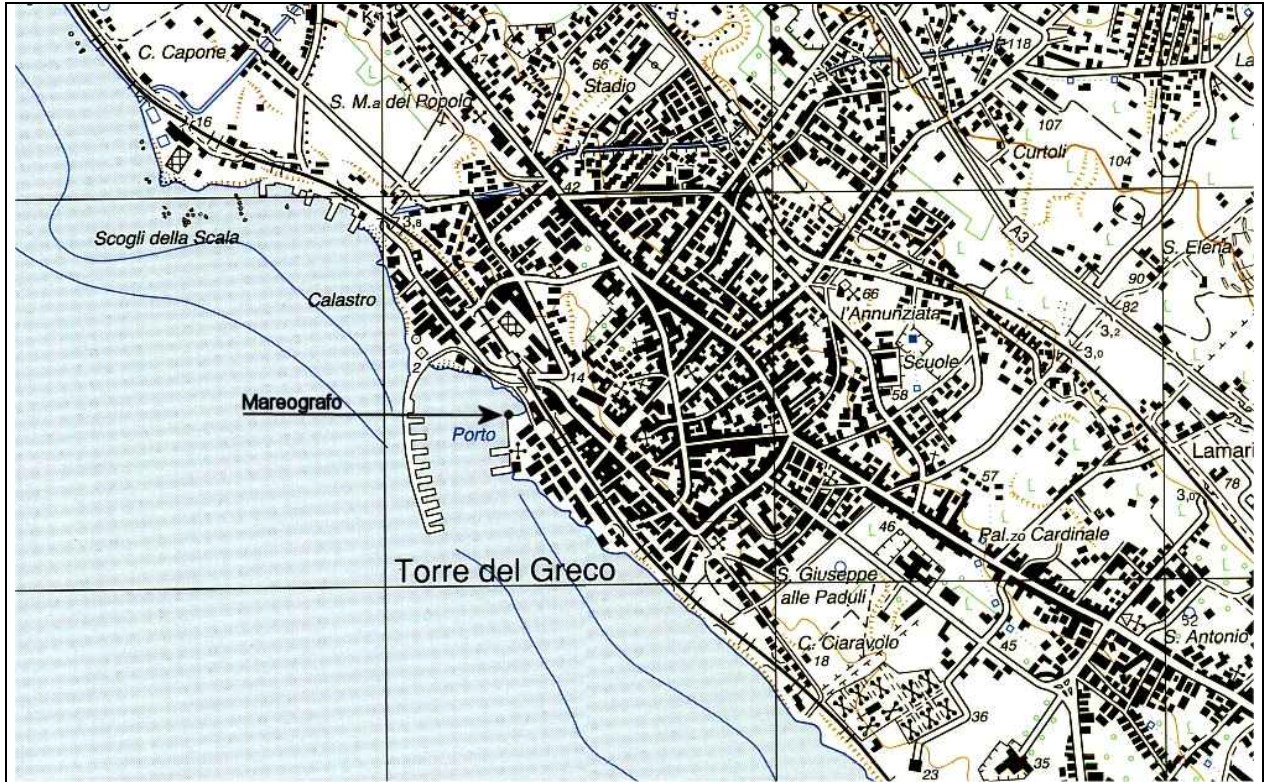 C. Capone
47
66
Stadio
118
La
S. M.a del Popolo
16
107
Curtoli
104
42
3,8
A3
Scogli della Scala
S. Elena
90
Calastro
66
l'Annunziata
82
3,2
3,0
Scuole
2
14
58
Mareografo
Porto
Lamari
57
78
3,07
46
Pal.zo Cardinale
Torre del Greco
S. Giuseppe
alle Paduli
52
S. Antonio
C. Ciaravolo
18
45
36
35
23